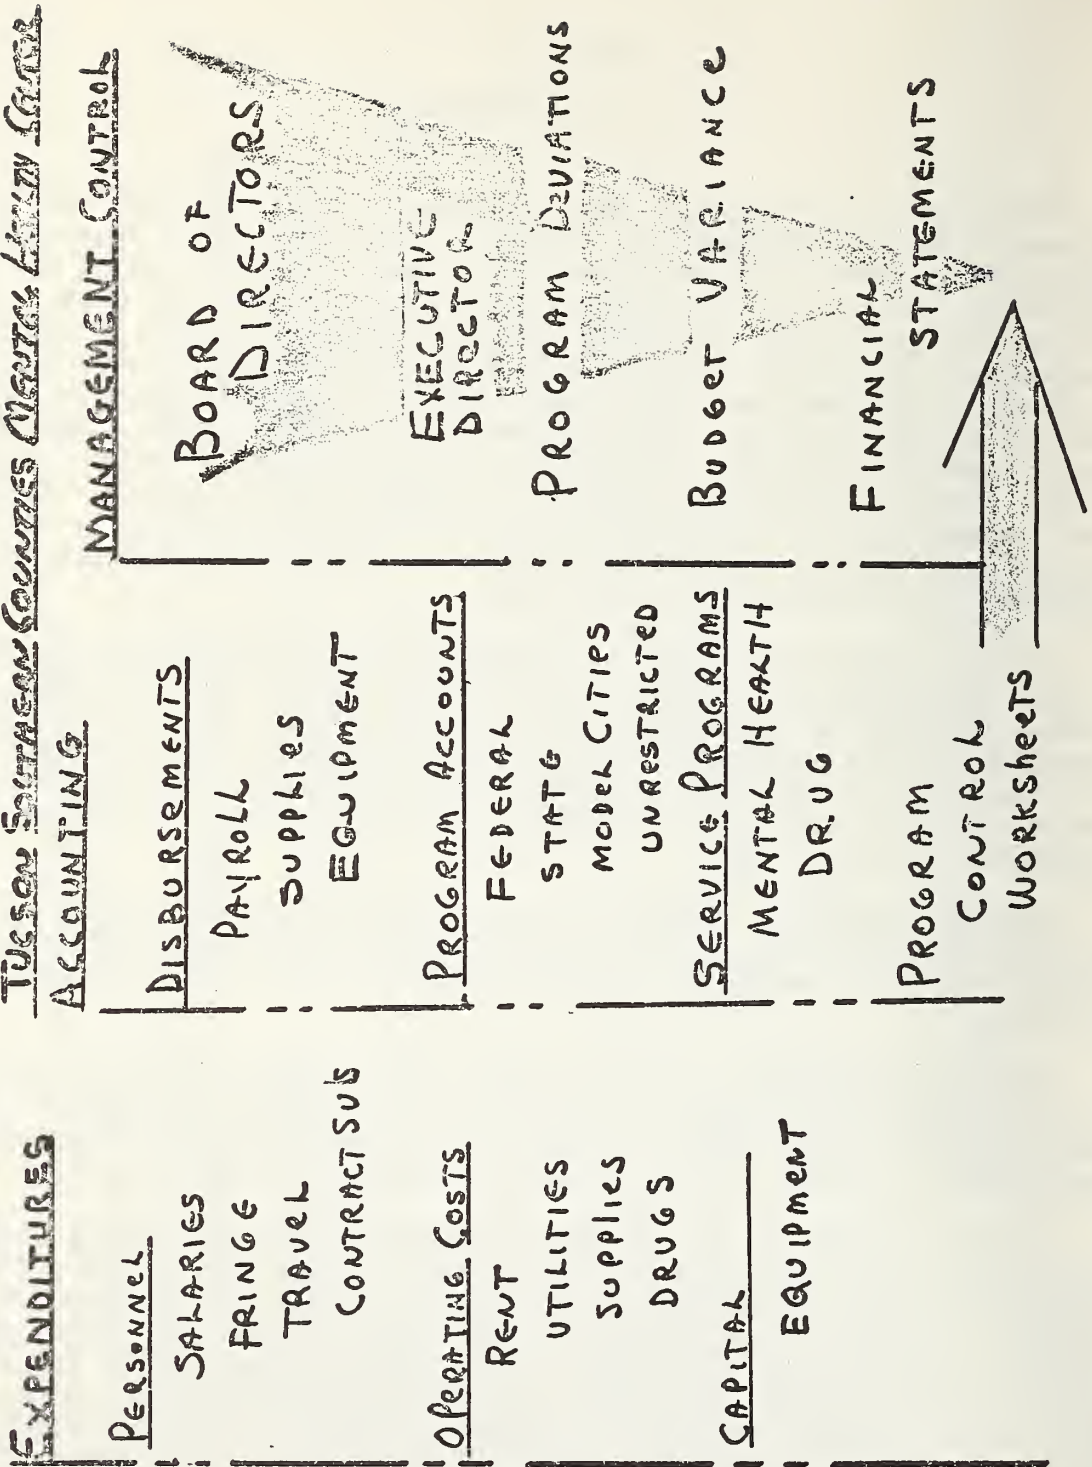 TUCSON SOUTHERN COUNTIES MENTAL HEALTH CENTER
EXPENDITURES
PERSONNEL
SALARIES
FRINGE
TRAVEL
CONTRACT SUB
OPERATING COSTS
RENT
UTILITIES
SUPPLIES
DRUGS
CAPITAL
EQUIPMENT
ACCOUNTING
DISBURSEMENTS
PAYROLL
SUPPLIES
EQUIPMENT
PROGRAM ACCOUNTS
FEDERAL
STATE
MODEL CITIES
UNRESTRICTED
SERVICE PROGRAMS
MENTAL HEALTH
DRUG
PROGRAM
CONTROL
WORKSHEETS
MANAGEMENT CONTROL
BOARD OF
DIRECTORS
EXECUTIVE
DIRECTOR
PROGRAM DEVIATIONS
BUDGET VARIANCE
FINANCIAL
STATEMENTS